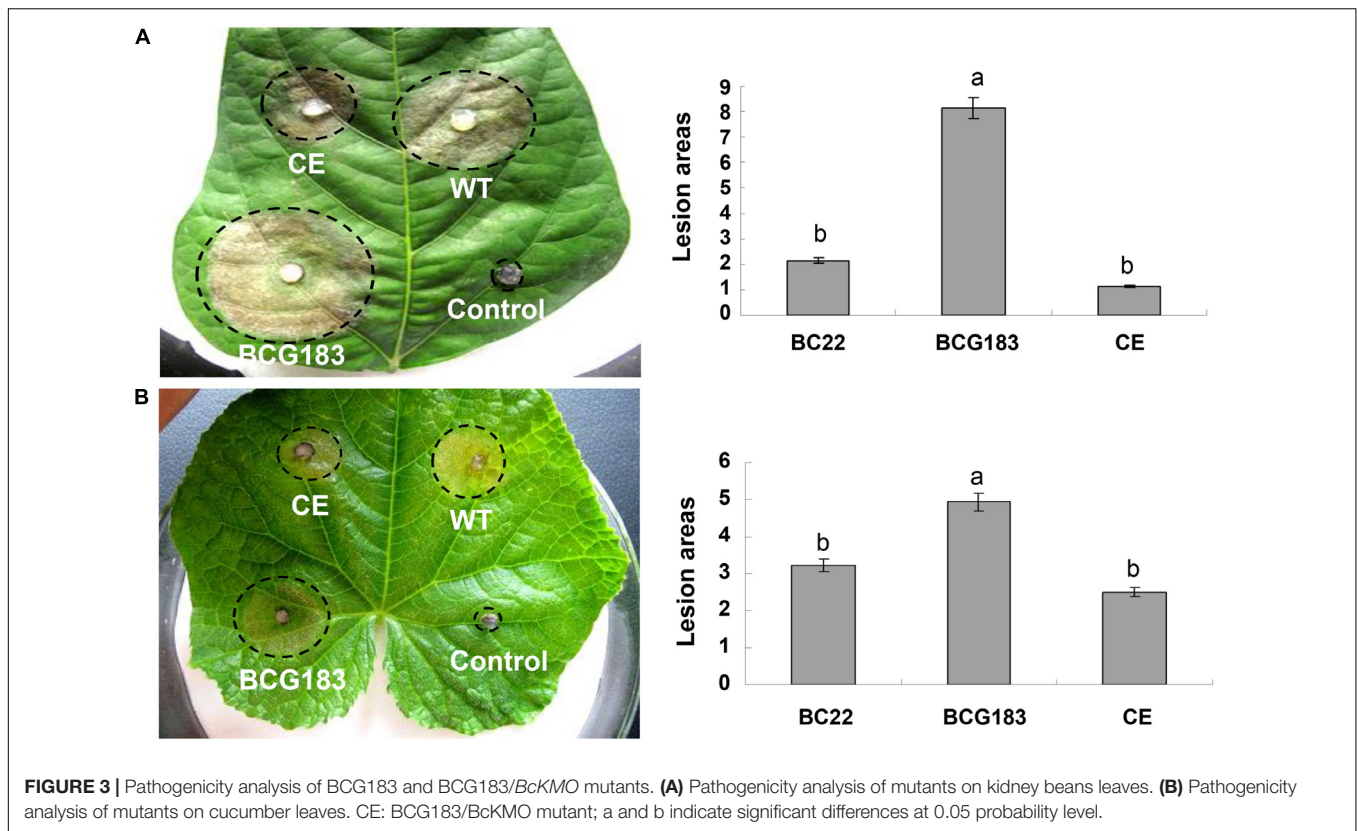 A
CE
WT
BCG183
Control
Lesion areas
9
8
7
6
5
4
3
2
1
0
b
a
b
BC22
BCG183
CE
B
CE
WT
BCG183
Control
Lesion areas
6
5
4
3
2
1
0
b
a
b
BC22
BCG183
CE
FIGURE 3 | Pathogenicity analysis of BCG183 and BCG183/BcKMO mutants. (A) Pathogenicity analysis of mutants on kidney beans leaves. (B) Pathogenicity
analysis of mutants on cucumber leaves. CE: BCG183/BcKMO mutant; a and b indicate significant differences at 0.05 probability level.